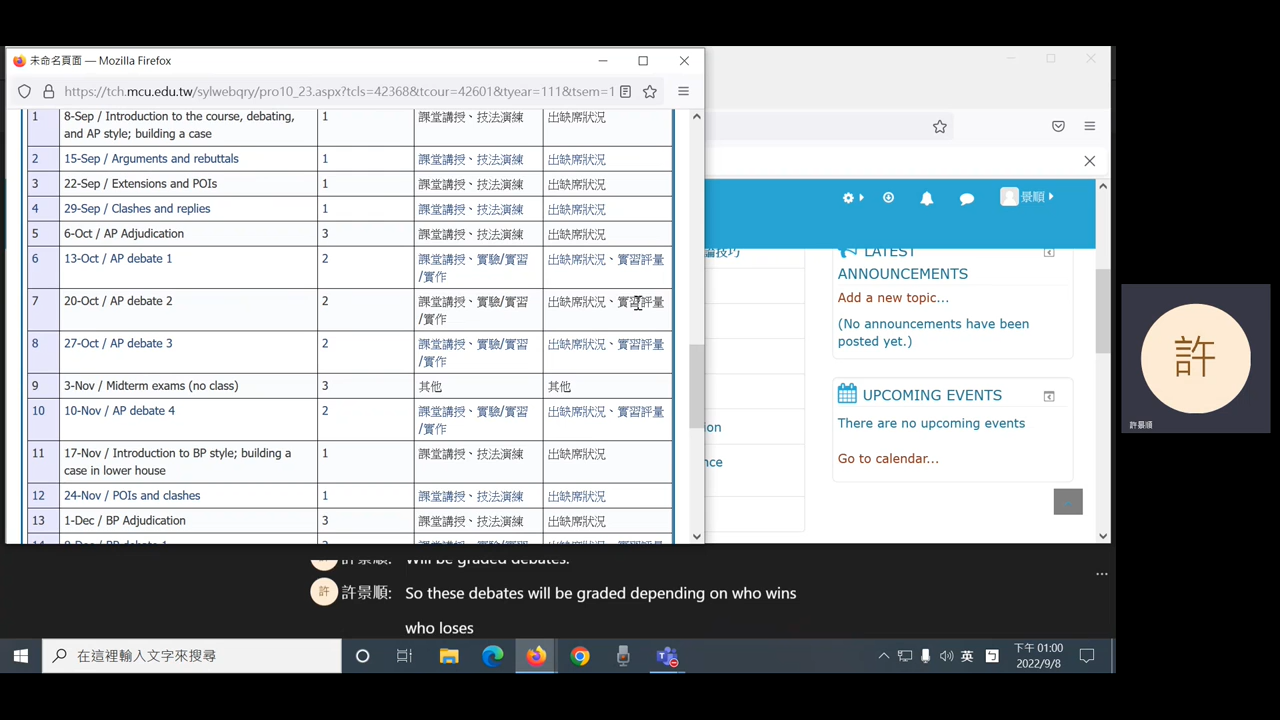 未命名頁面 — Mozilla Firefox
https://tch.mcu.edu.tw/sylwebqry/pro10_23.aspx?tcls=42368&tcour=42601&tyear=111&tsem=1
1 8-Sep / Introduction to the course, debating, and AP style; building a case 1 課堂講授、技法演練 出缺席狀況
2 15-Sep / Arguments and rebuttals 1 課堂講授、技法演練 出缺席狀況
3 22-Sep / Extensions and POIs 1 課堂講授、技法演練 出缺席狀況
4 29-Sep / Clashes and replies 1 課堂講授、技法演練 出缺席狀況
5 6-Oct / AP Adjudication 3 課堂講授、技法演練 出缺席狀況
6 13-Oct / AP debate 1 2 課堂講授、實驗/實習/實作 出缺席狀況、實習評量
7 20-Oct / AP debate 2 2 課堂講授、實驗/實習/實作 出缺席狀況、實習評量
8 27-Oct / AP debate 3 2 課堂講授、實驗/實習/實作 出缺席狀況、實習評量
9 3-Nov / Midterm exams (no class) 3 其他 其他
10 10-Nov / AP debate 4 2 課堂講授、實驗/實習/實作 出缺席狀況、實習評量
11 17-Nov / Introduction to BP style; building a case in lower house 1 課堂講授、技法演練 出缺席狀況
12 24-Nov / POIs and clashes 1 課堂講授、技法演練 出缺席狀況
13 1-Dec / BP Adjudication 3 課堂講授、技法演練 出缺席狀況
景順
論技巧
LATEST
ANNOUNCEMENTS
Add a new topic...
(No announcements have been
posted yet.)
UPCOMING EVENTS
There are no upcoming events
Go to calendar...
ion
nce
許
許景順
許景順: Will be graded debates.
許 許景順: So these debates will be graded depending on who wins
who loses
在這裡輸入文字來搜尋
英
下午 01:00
2022/9/8